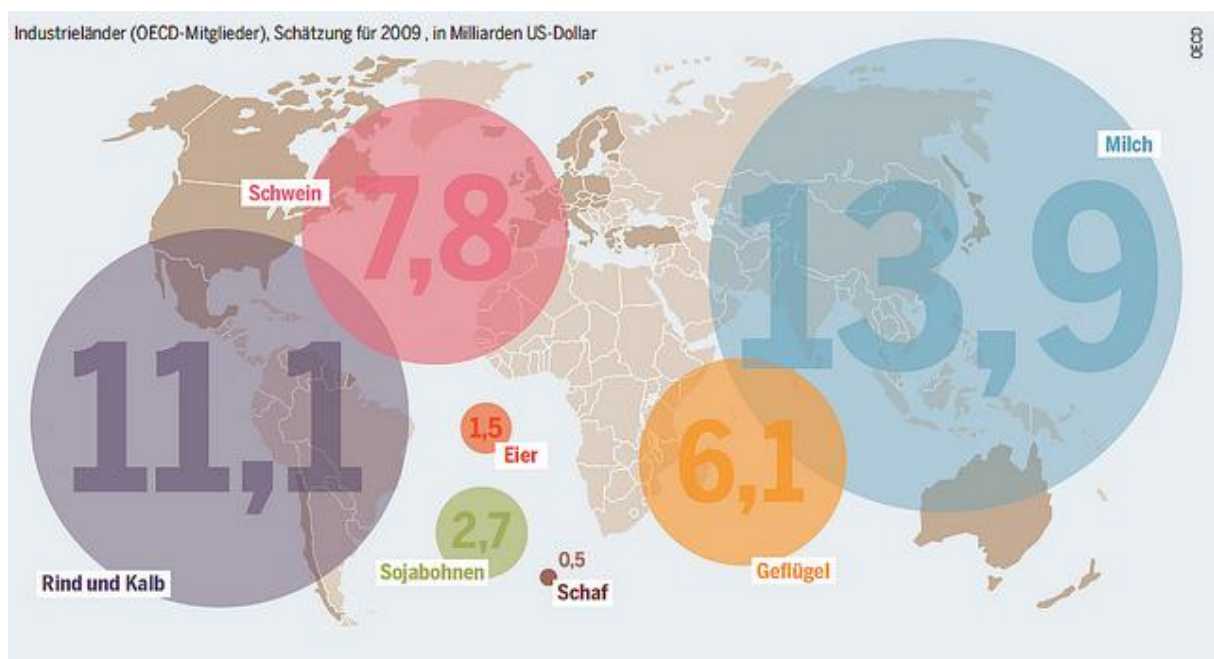 Industrieländer (OECD-Mitglieder), Schätzung für 2009 , in Milliarden US-Dollar
OECD
Milch
13,9
Schwein
7,8
11,1
Rind und Kalb
1,5
Eier
2,7
Sojabohnen
0,5
Schaf
6,1
Geflügel